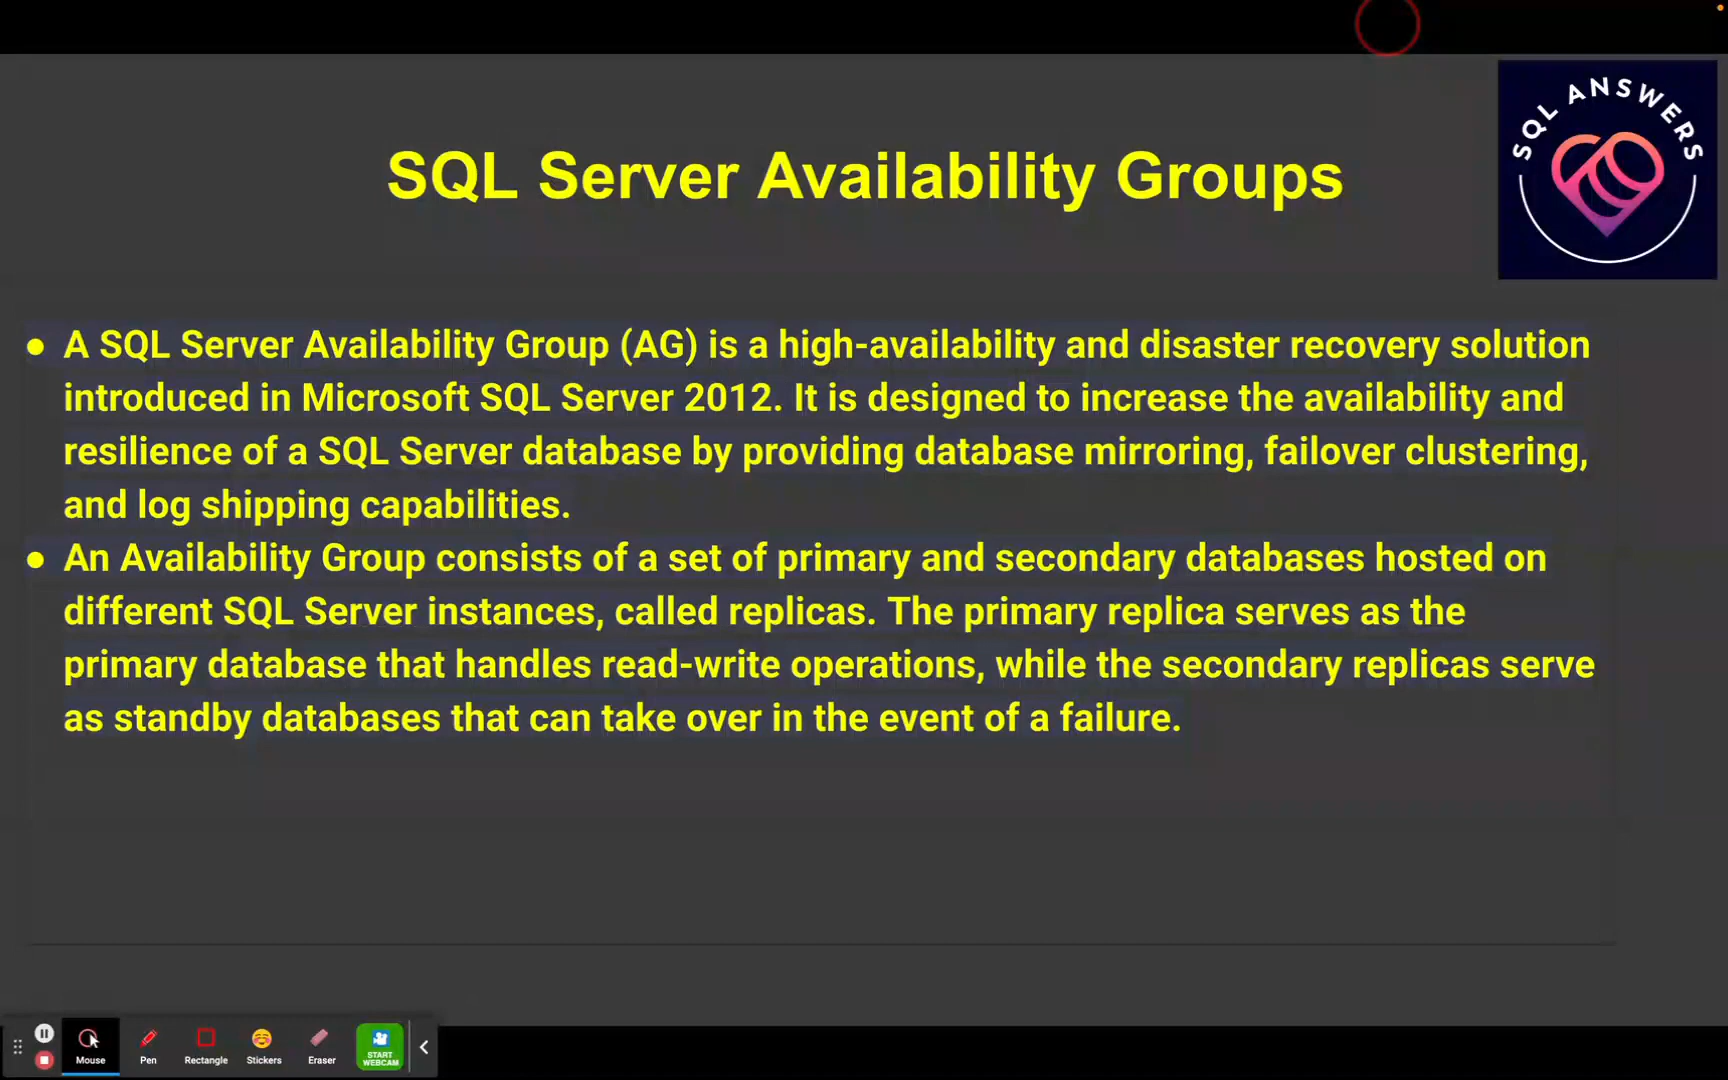 SQL ANSWERS
SQL Server Availability Groups
● A SQL Server Availability Group (AG) is a high-availability and disaster recovery solution
introduced in Microsoft SQL Server 2012. It is designed to increase the availability and
resilience of a SQL Server database by providing database mirroring, failover clustering,
and log shipping capabilities.
● An Availability Group consists of a set of primary and secondary databases hosted on
different SQL Server instances, called replicas. The primary replica serves as the
primary database that handles read-write operations, while the secondary replicas serve
as standby databases that can take over in the event of a failure.
Mouse
Pen
Rectangle
Stickers
Eraser
START
WEBCAM